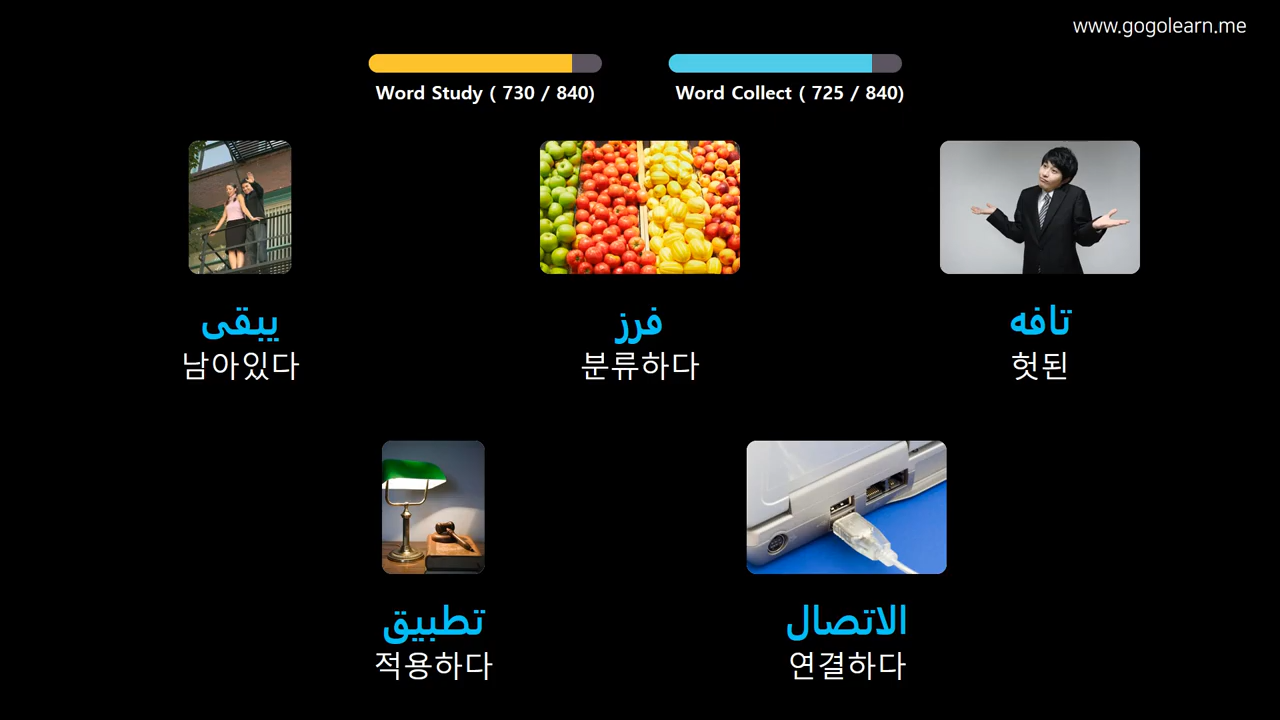 www.gogolearn.me
Word Study ( 730 / 840)
Word Collect ( 725 / 840)
يبقى
남아있다
فرز
분류하다
تافه
헛된
تطبيق
적용하다
الاتصال
연결하다